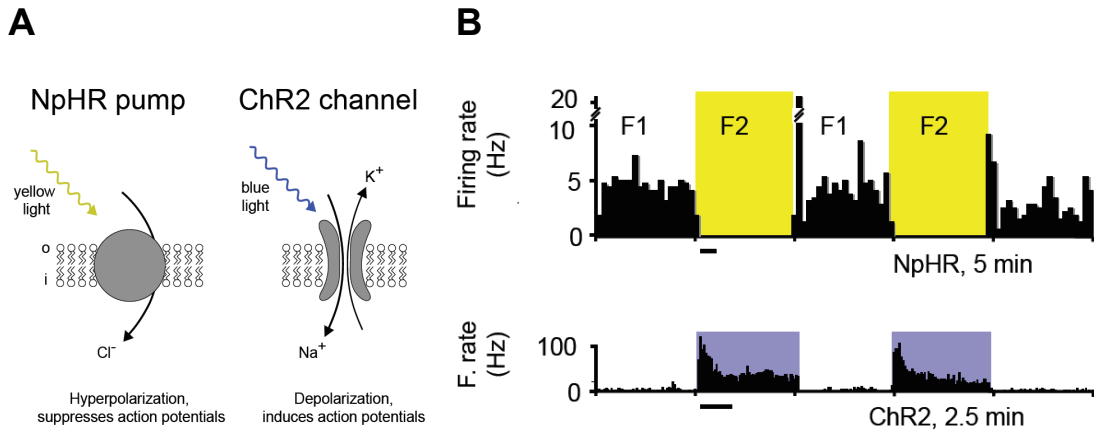 A
NpHR pump
ChR2 channel
yellow
light
blue
light
K+
o
i
Cl-
Na+
Hyperpolarization,
suppresses action potentials
Depolarization,
induces action potentials
B
Firing rate
(Hz)
20
10
5
0
F1
F2
F1
F2
NpHR, 5 min
F. rate
(Hz)
100
0
ChR2, 2.5 min